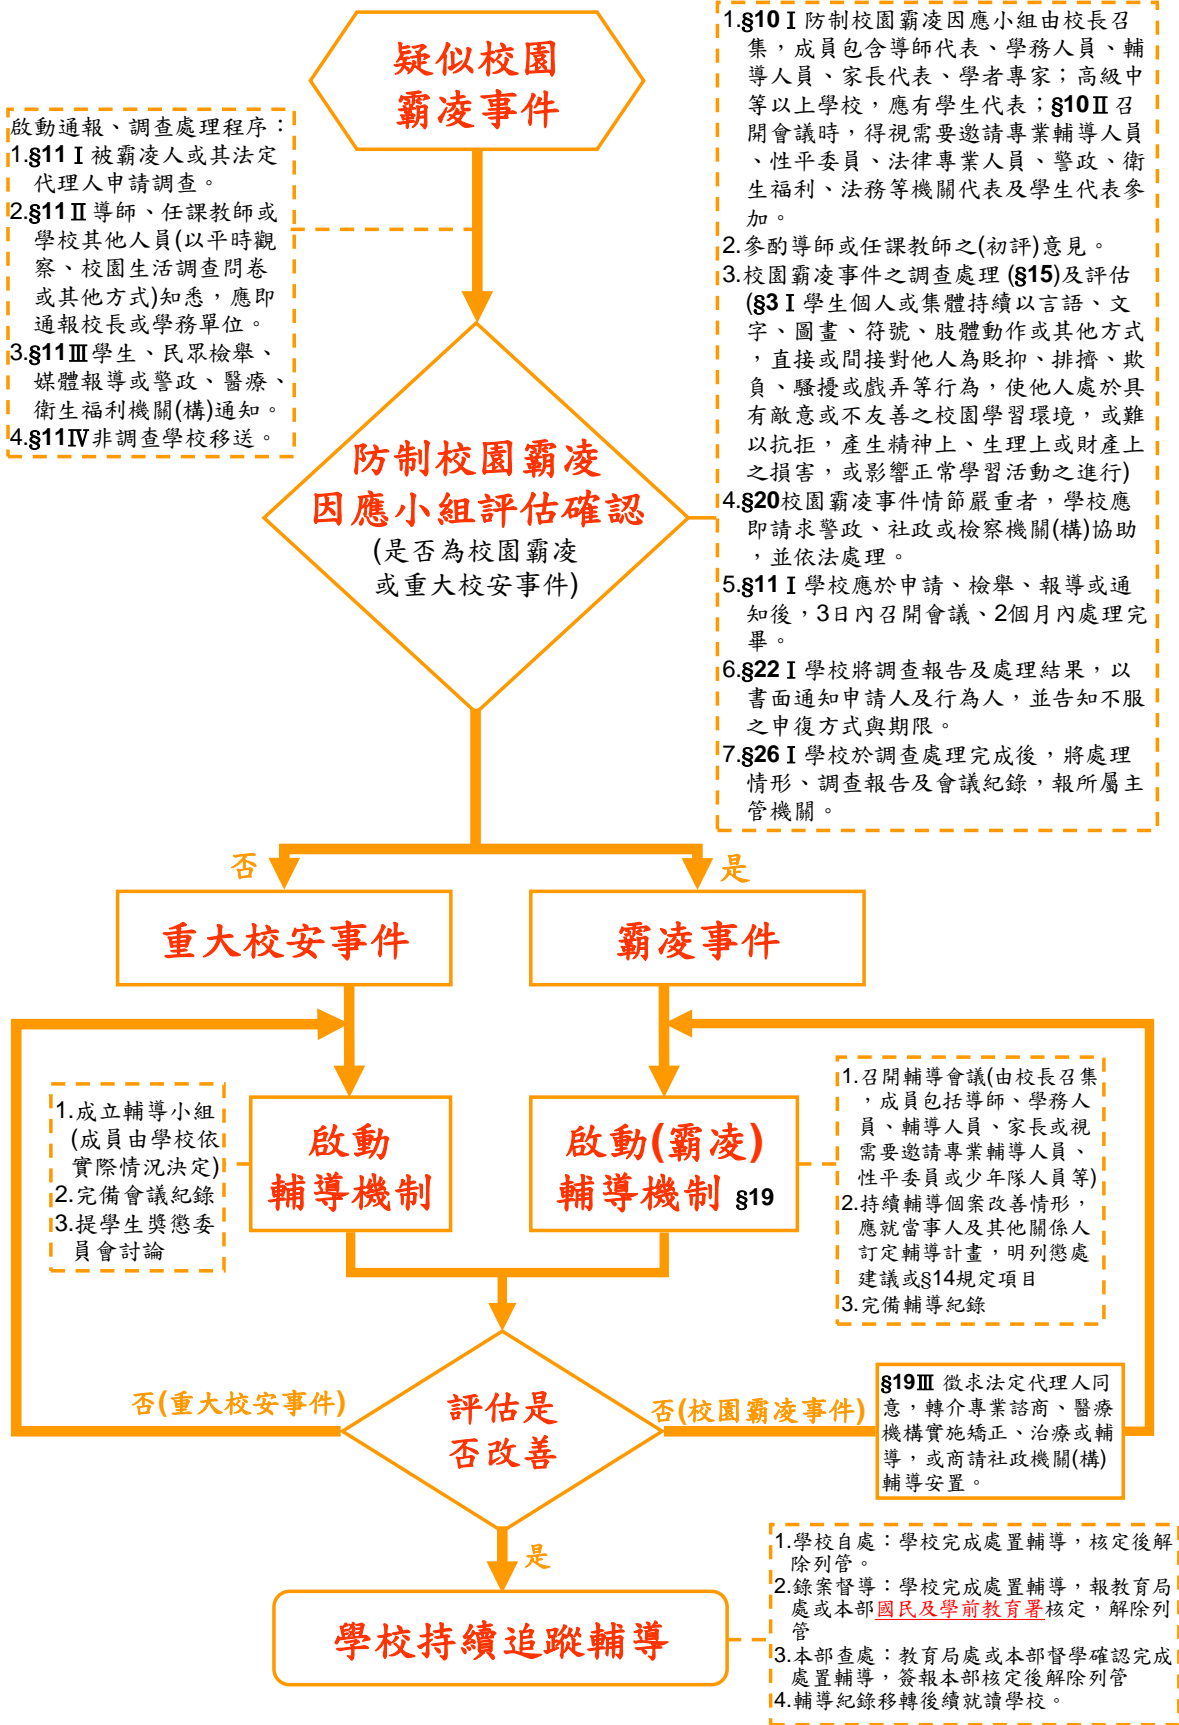 疑似校園
霸凌事件
啟動通報、調查處理程序：
1.§11Ⅰ被霸凌人或其法定
代理人申請調查。
2.§11Ⅱ導師、任課教師或
學校其他人員(以平時觀
察、校園生活調查問卷
或其他方式)知悉，應即
通報校長或學務單位。
3.§11Ⅲ學生、民眾檢舉、
媒體報導或警政、醫療、
衛生福利機關(構)通知。
4.§11Ⅳ非調查學校移送。
1.§10Ⅰ防制校園霸凌因應小組由校長召
集，成員包含導師代表、學務人員、輔
導人員、家長代表、學者專家；高級中
等以上學校，應有學生代表；§10Ⅱ召
開會議時，得視需要邀請專業輔導人員
、性平委員、法律專業人員、警政、衛
生福利、法務等機關代表及學生代表參
加。
2.參酌導師或任課教師之(初評)意見。
3.校園霸凌事件之調查處理 (§15)及評估
(§3Ⅰ學生個人或集體持續以言語、文
字、圖畫、符號、肢體動作或其他方式
，直接或間接對他人為貶抑、排擠、欺
負、騷擾或戲弄等行為，使他人處於具
有敵意或不友善之校園學習環境，或難
以抗拒，產生精神上、生理上或財產上
之損害，或影響正常學習活動之進行)
4.§20校園霸凌事件情節嚴重者，學校應
即請求警政、社政或檢察機關(構)協助
，並依法處理。
5.§11Ⅰ學校應於申請、檢舉、報導或通
知後，3日內召開會議、2個月內處理完
畢。
6.§22Ⅰ學校將調查報告及處理結果，以
書面通知申請人及行為人，並告知不服
之申復方式與期限。
7.§26Ⅰ學校於調查處理完成後，將處理
情形、調查報告及會議紀錄，報所屬主
管機關。
防制校園霸凌
因應小組評估確認
(是否為校園霸凌
或重大校安事件)
否
是
重大校安事件
霸凌事件
1.成立輔導小組
(成員由學校依
實際情況決定)
2.完備會議紀錄
3.提學生獎懲委
員會討論
啟動
輔導機制
啟動(霸凌)
輔導機制 §19
1.召開輔導會議(由校長召集
，成員包括導師、學務人
員、輔導人員、家長或視
需要邀請專業輔導人員、
性平委員或少年隊人員等)
2.持續輔導個案改善情形，
應就當事人及其他關係人
訂定輔導計畫，明列懲處
建議或§14規定項目
3.完備輔導紀錄
否(重大校安事件)
評估是
否改善
否(校園霸凌事件)
§19Ⅲ 徵求法定代理人同
意，轉介專業諮商、醫療
機構實施矯正、治療或輔
導，或商請社政機關(構)
輔導安置。
是
學校持續追蹤輔導
1.學校自處：學校完成處置輔導，核定後解
除列管。
2.錄案督導：學校完成處置輔導，報教育局
處或本部國民及學前教育署核定，解除列
管
3.本部查處：教育局處或本部督學確認完成
處置輔導，簽報本部核定後解除列管
4.輔導紀錄移轉後續就讀學校。